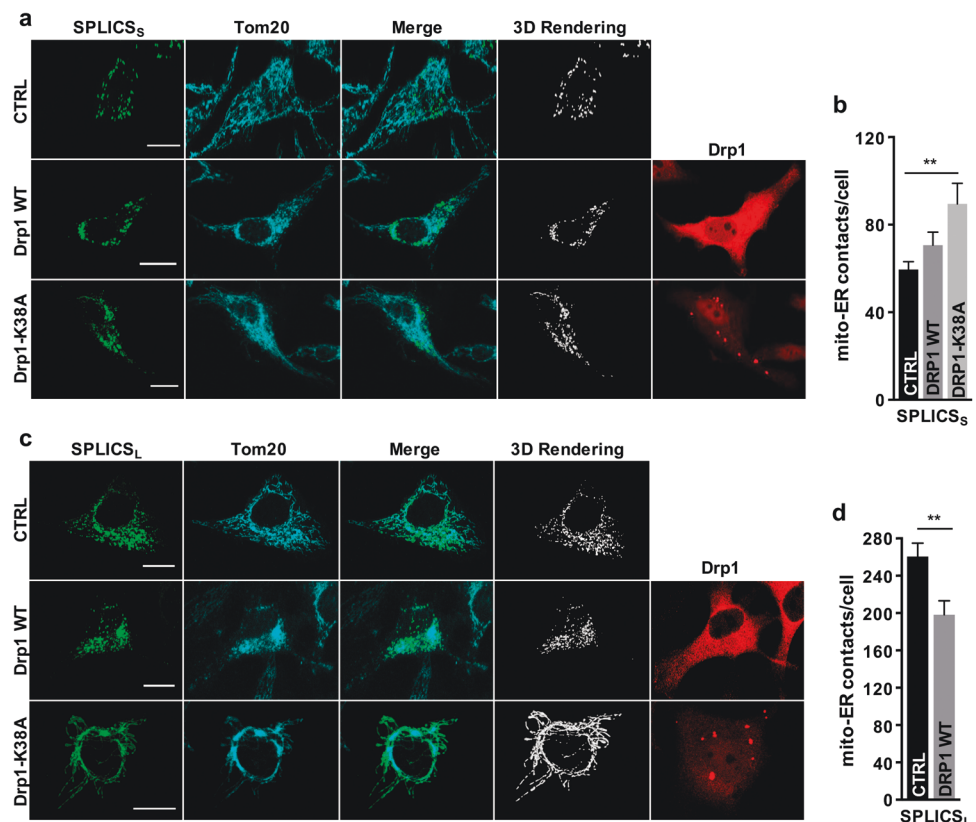 a
SPLICSS Tom20 Merge 3D Rendering
CTRL
Drp1
Drp1 WT
Drp1-K38A
b
mito-ER contacts/cell
120
80
40
0
**
CTRL
DRP1 WT
DRP1-K38A
SPLICSS
c
SPLICSL Tom20 Merge 3D Rendering
CTRL
Drp1
Drp1 WT
Drp1-K38A
d
mito-ER contacts/cell
280
240
200
160
120
80
40
0
**
CTRL
DRP1 WT
SPLICSL